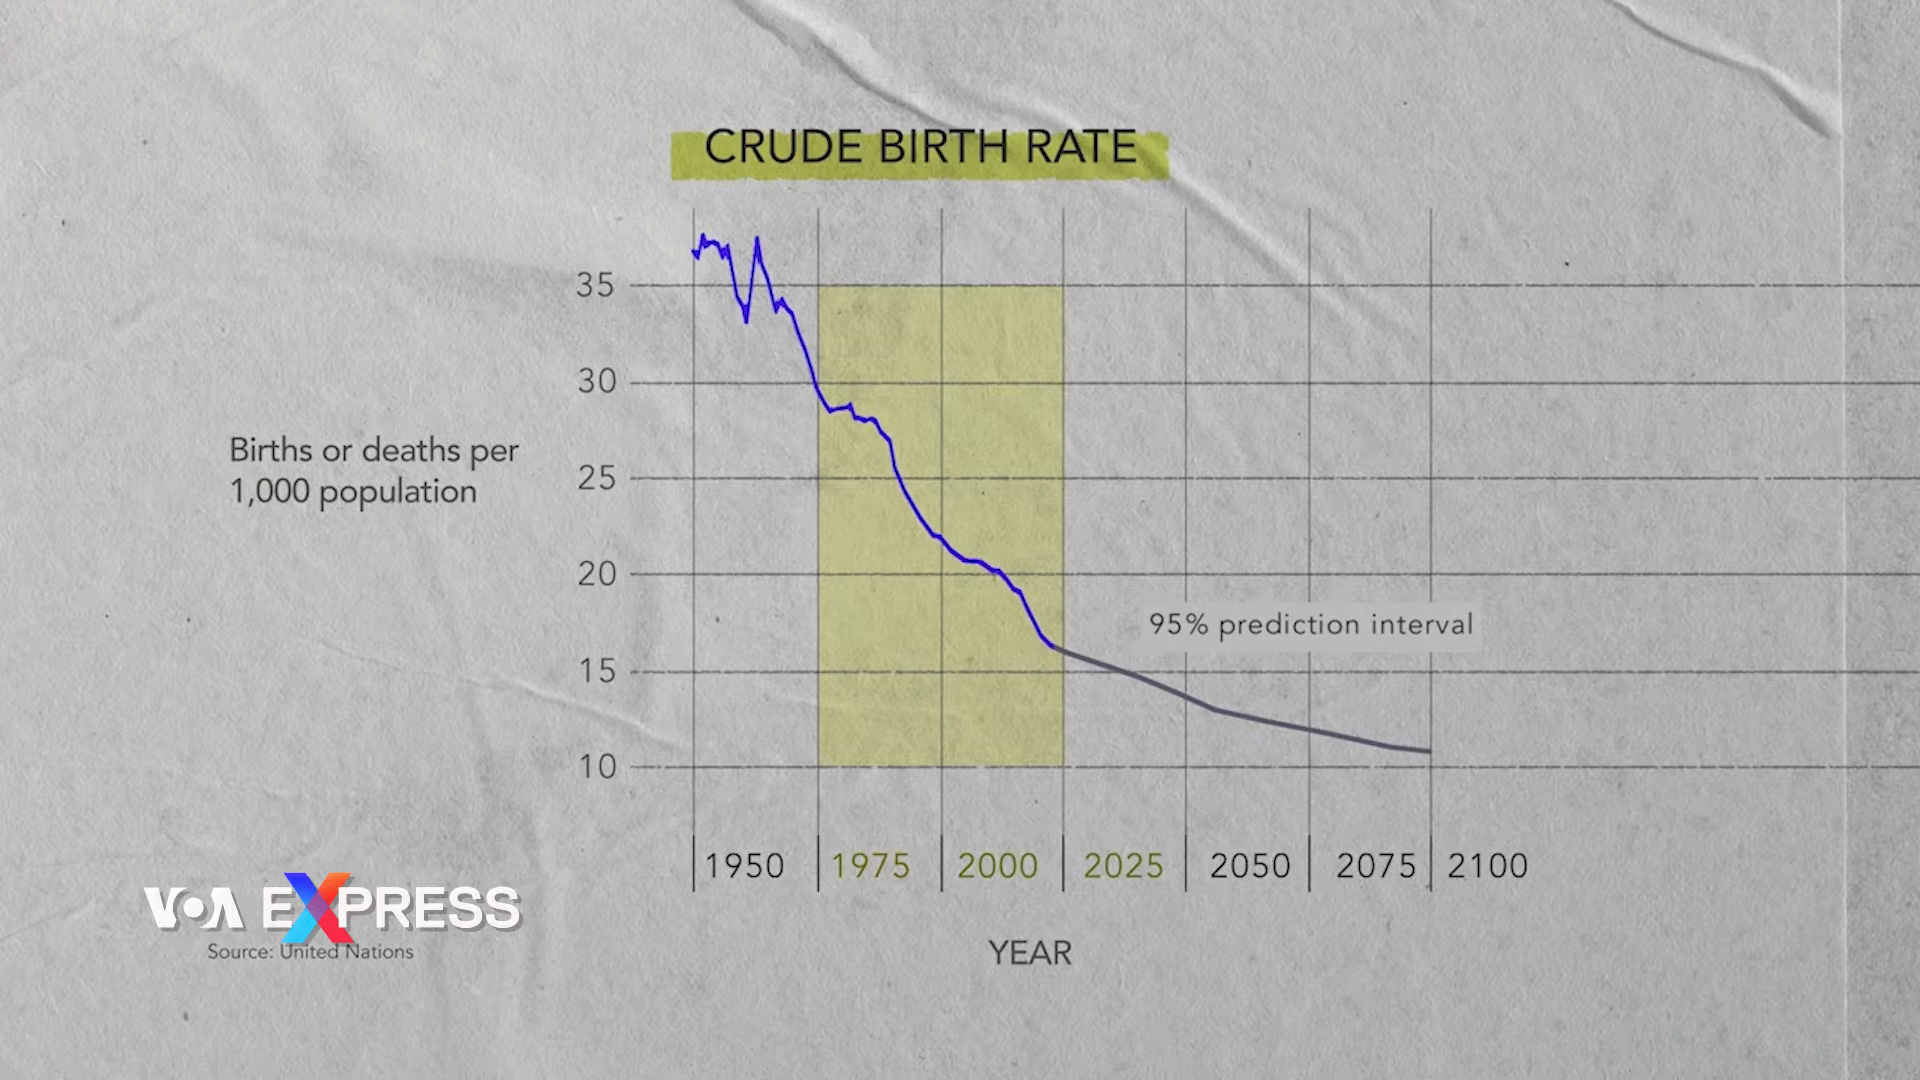 CRUDE BIRTH RATE
35
30
Births or deaths per
1,000 population
25
20
95% prediction interval
15
10
1950 1975 2000 2025 2050 2075 2100
VOA EXPRESS
Source: United Nations
YEAR